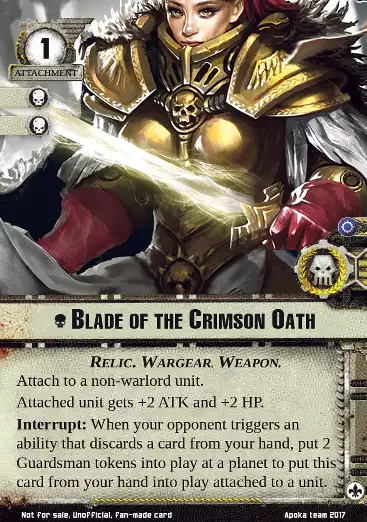 1
ATTACHMENT
BLADE OF THE CRIMSON OATH
RELIC. WARGEAR. WEAPON.
Attach to a non-warlord unit.
Attached unit gets +2 ATK and +2 HP.
Interrupt: When your opponent triggers an
ability that discards a card from your hand, put 2
Guardsman tokens into play at a planet to put this
card from your hand into play attached to a unit.
Not for sale. Unofficial, fan-made card
Apoka team 2017